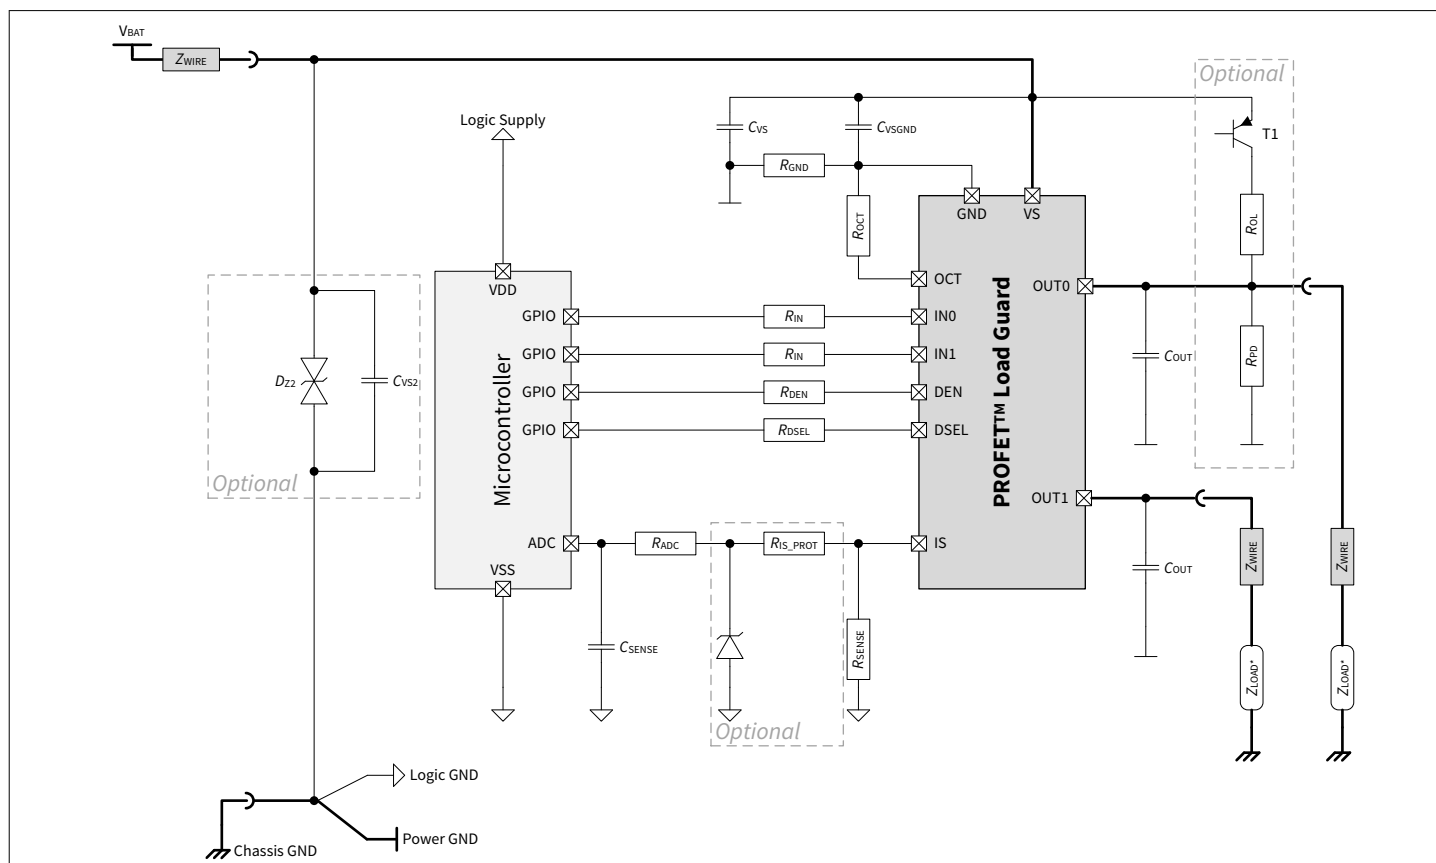 VBAT
ZWIRE
Optional
Logic Supply
CVS
CVSGND
T1
RGND
ROCT
GND
VS
ROL
VDD
OCT
OUT0
GPIO
RIN
IN0
GPIO
RIN
IN1
COUT
RPD
DZ2
CVS2
GPIO
RDEN
DEN
GPIO
RDSEL
DSEL
Microcontroller
PROFET™ Load Guard
Optional
OUT1
ADC
RADC
RIS_PROT
IS
VSS
COUT
ZWIRE
ZWIRE
CSENSE
RSENSE
ZLOAD*
ZLOAD*
Optional
Logic GND
Power GND
Chassis GND